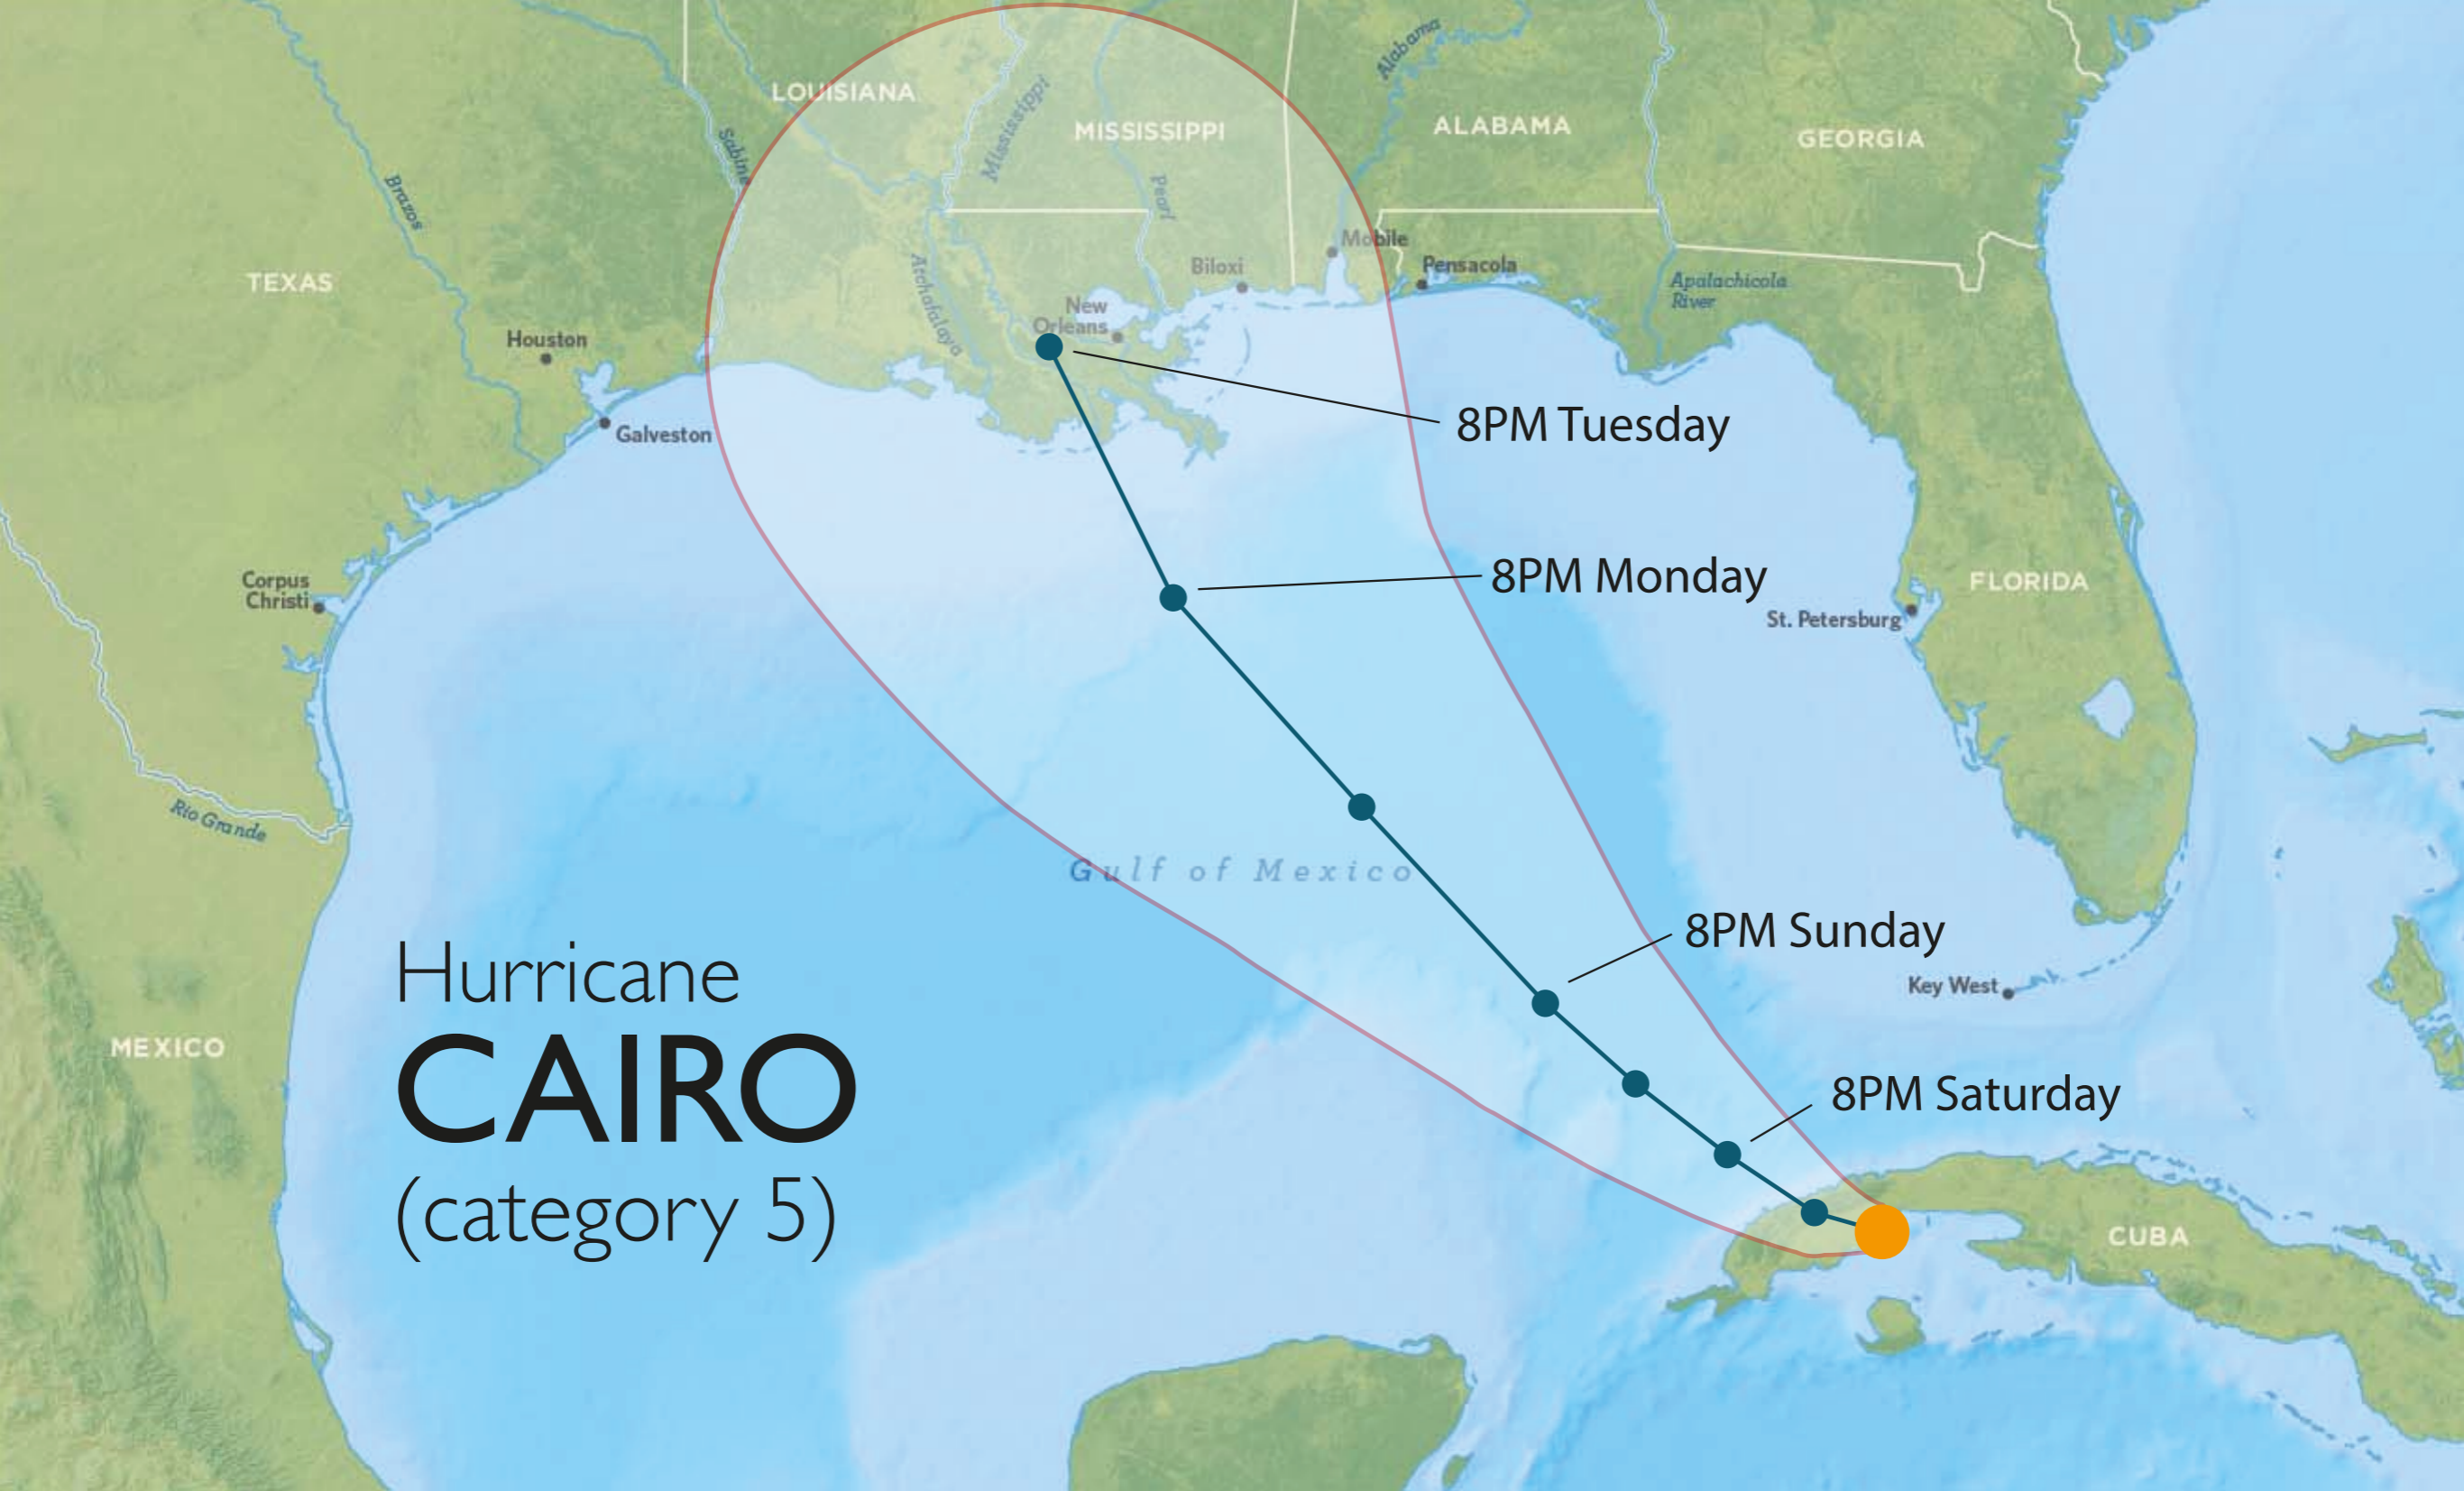 LOUISIANA
MISSISSIPPI
ALABAMA
GEORGIA
Alabama
Mississippi
Sabine
Brazos
Pearl
TEXAS
Atchafalaya
Mobile
Biloxi
Pensacola
Apalachicola
River
New
Orleans
Houston
Galveston
8PM Tuesday
8PM Monday
Corpus
Christi
FLORIDA
St. Petersburg
Rio Grande
Gulf of Mexico
8PM Sunday
Key West
Hurricane
CAIRO
(category 5)
MEXICO
8PM Saturday
CUBA